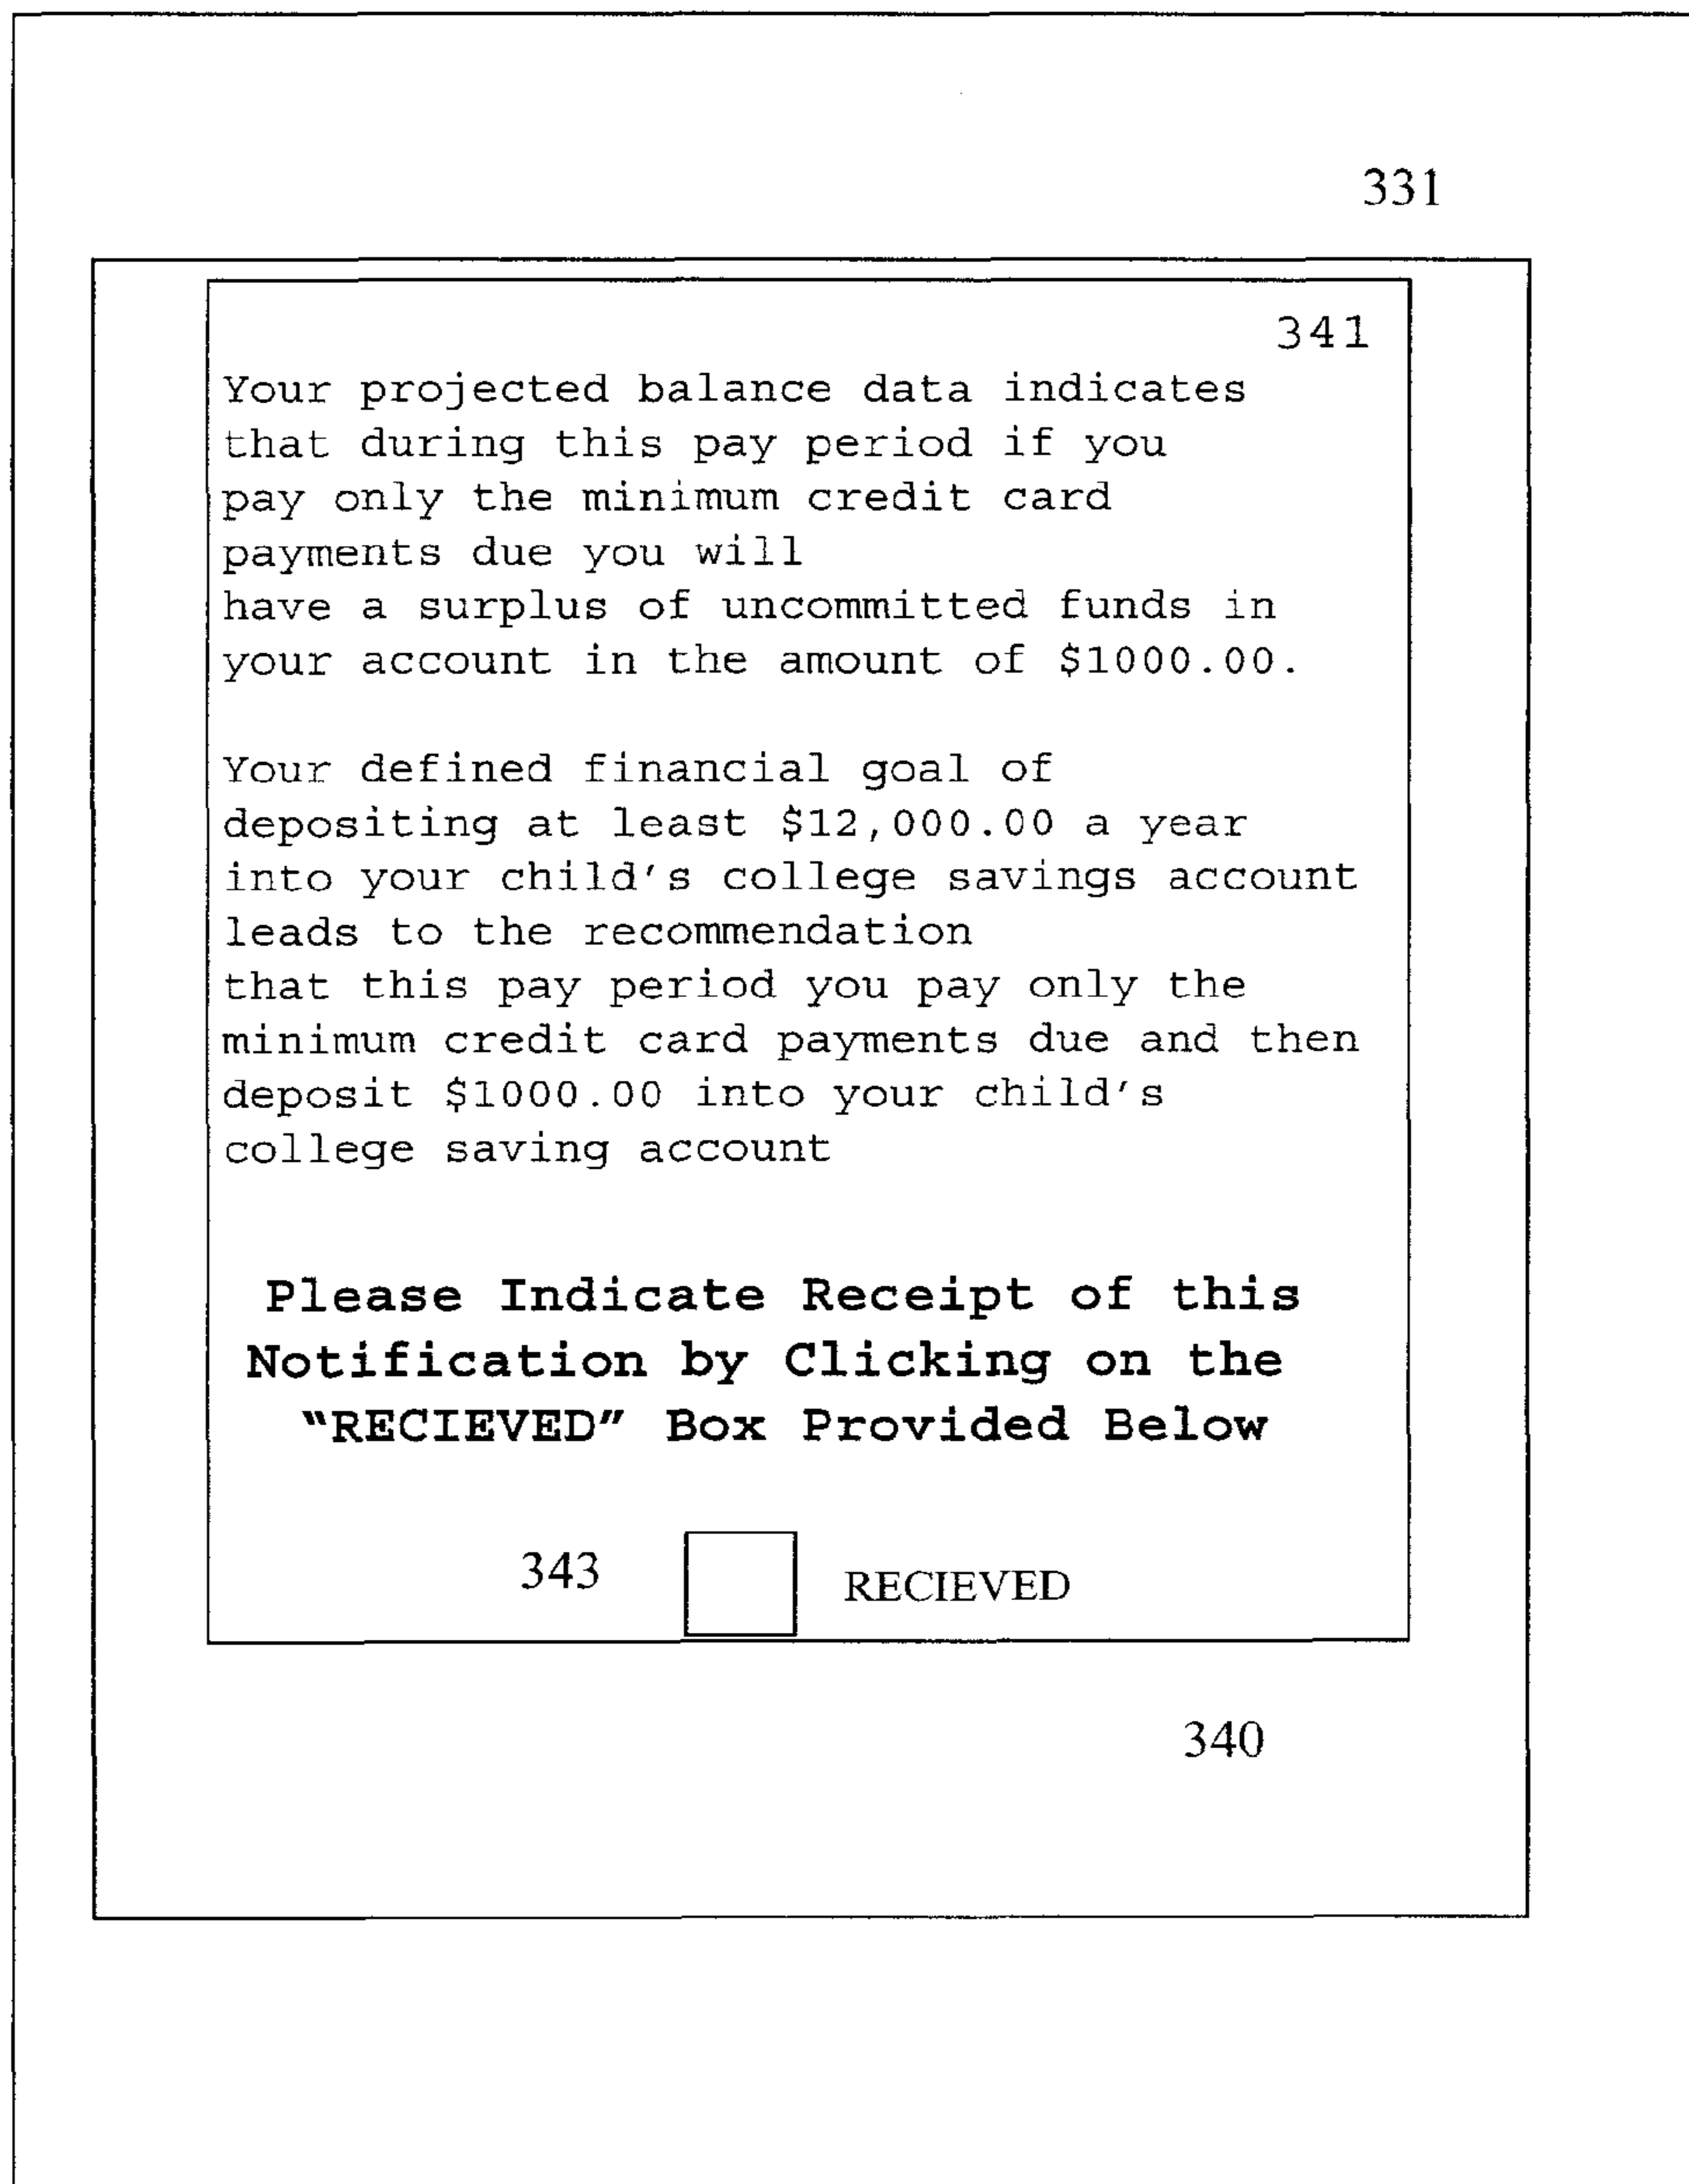 331
341
Your projected balance data indicates
that during this pay period if you
pay only the minimum credit card
payments due you will
have a surplus of uncommitted funds in
your account in the amount of $1000.00.
Your defined financial goal of
depositing at least $12,000.00 a year
into your child's college savings account
leads to the recommendation
that this pay period you pay only the
minimum credit card payments due and then
deposit $1000.00 into your child's
college saving account
Please Indicate Receipt of this
Notification by Clicking on the
"RECIEVED" Box Provided Below
343 RECIEVED
340